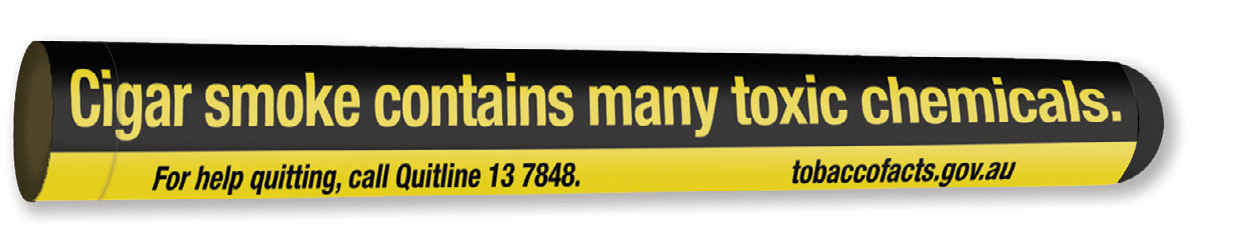 Cigar smoke contains many toxic chemicals.
For help quitting, call Quitline 13 7848.
tobaccofacts.gov.au